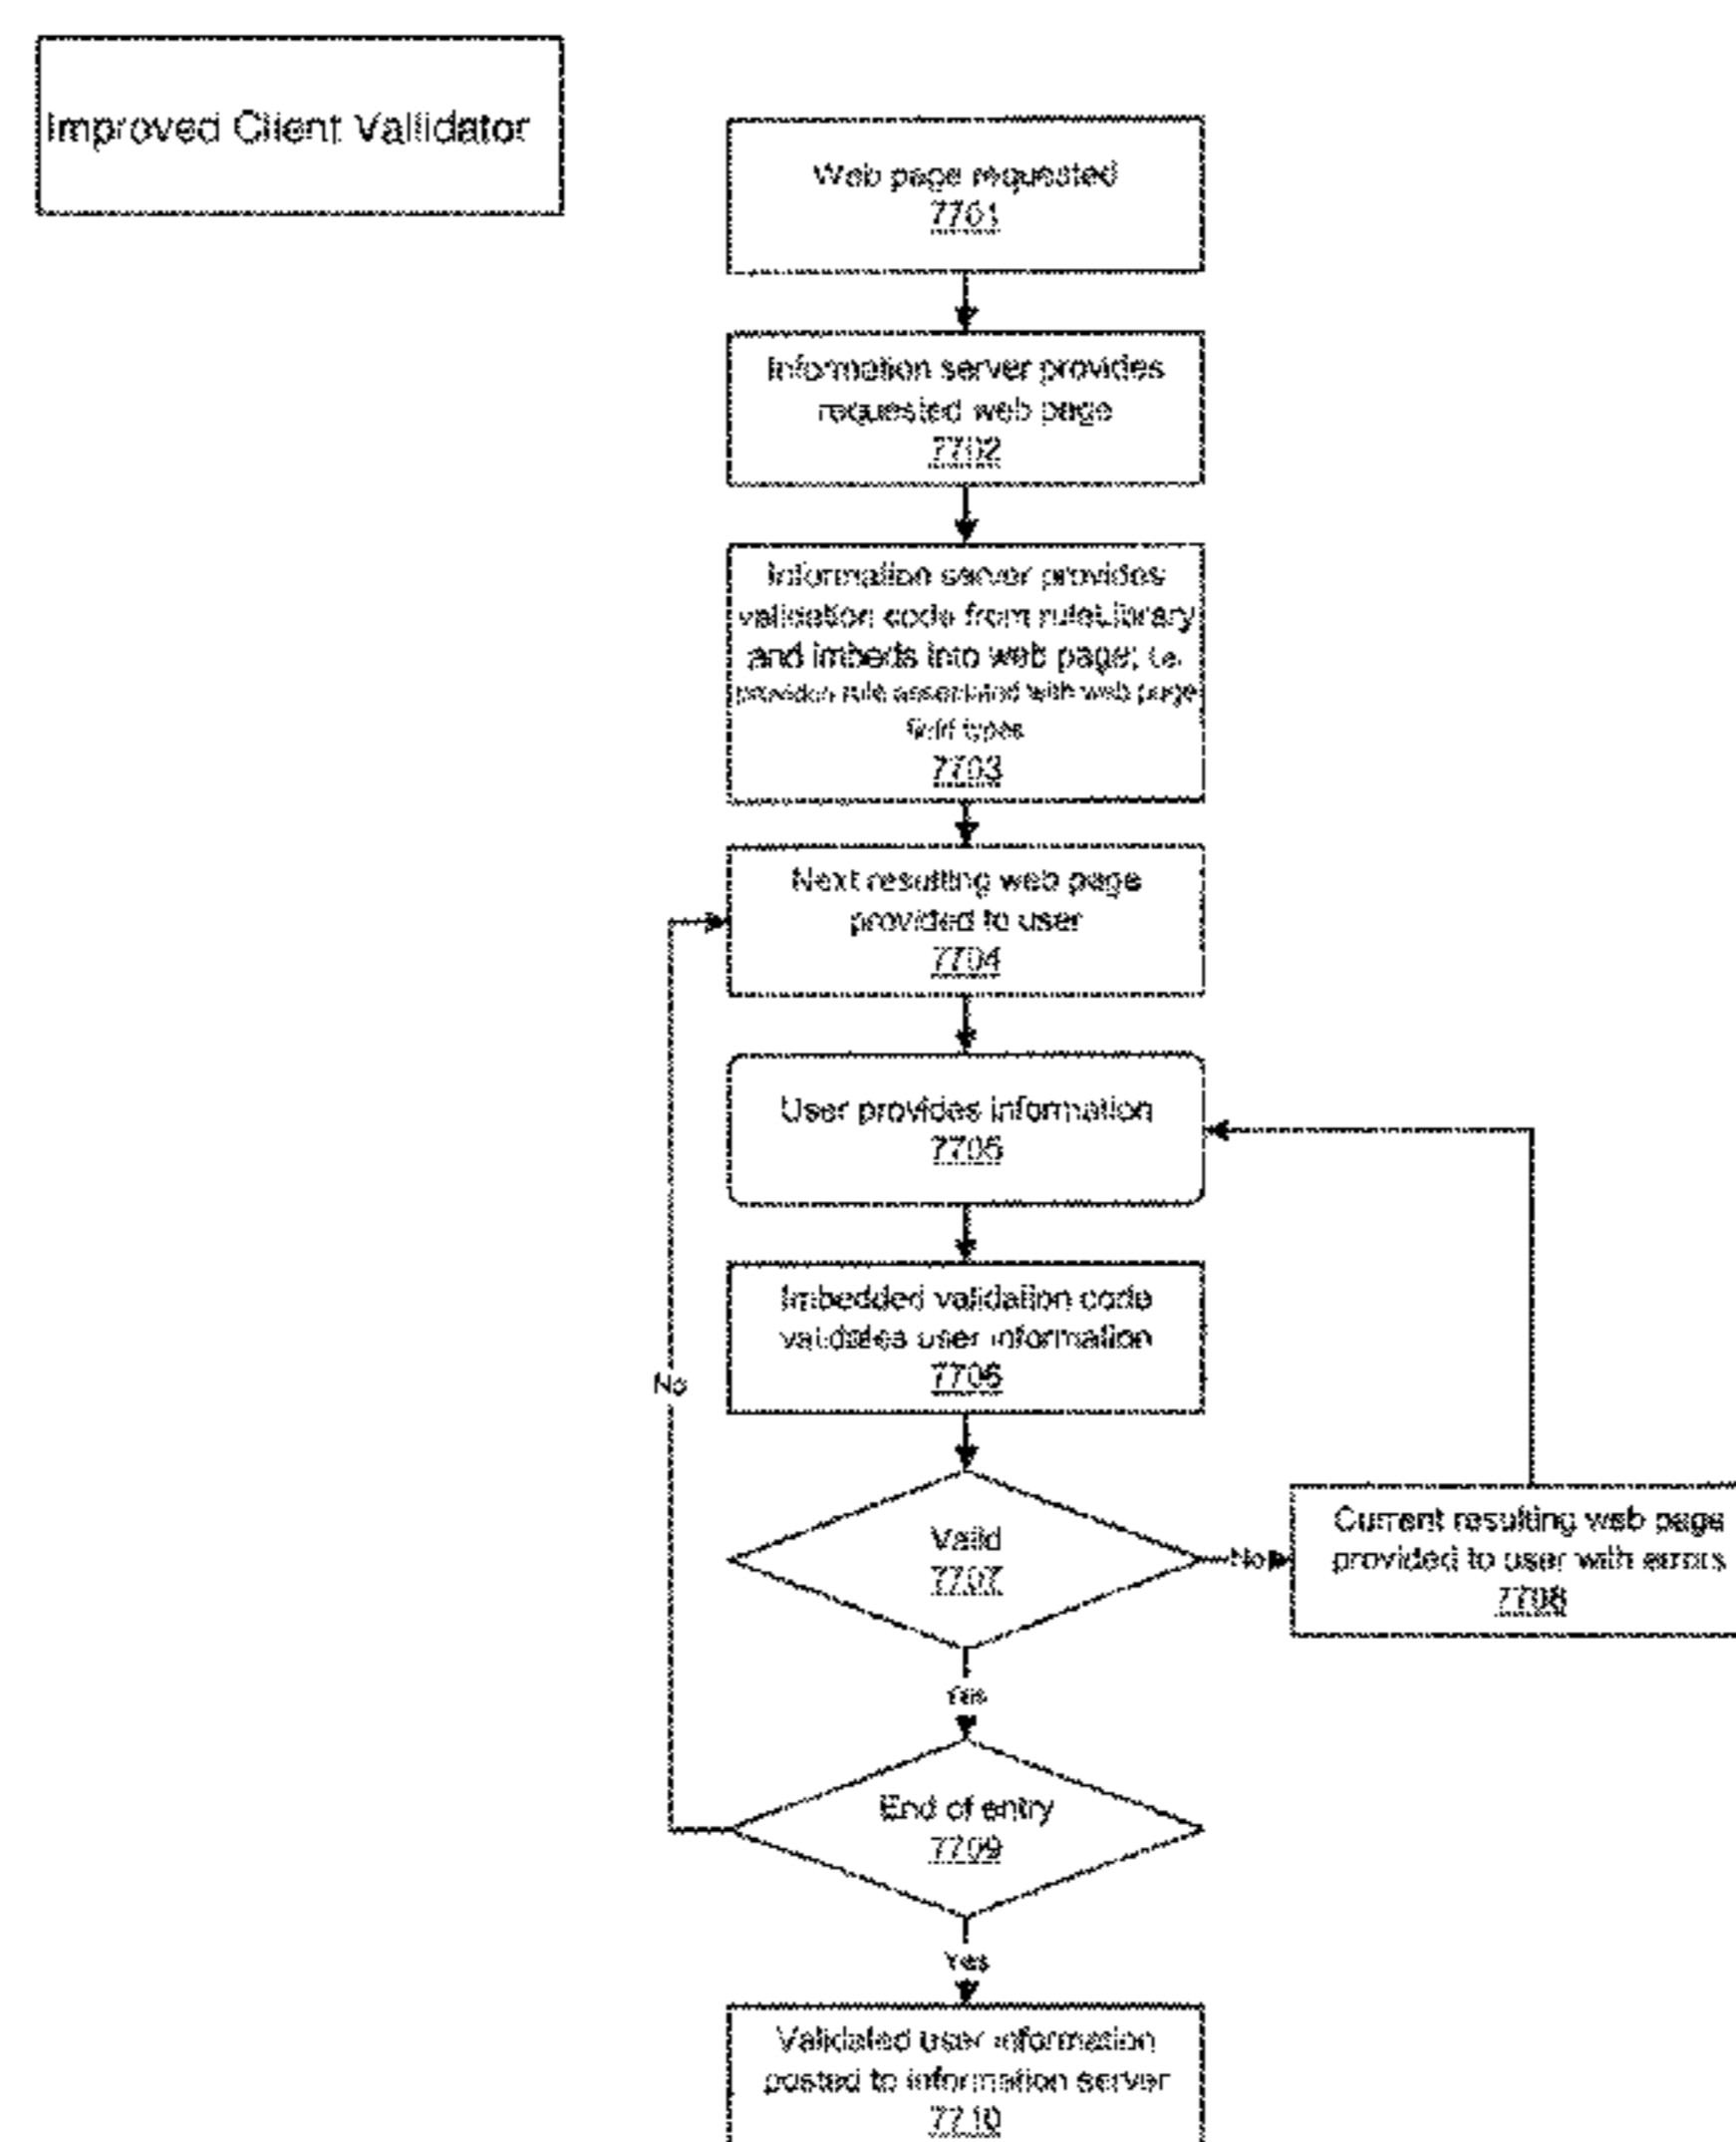 Improved Client Vallidator
Web page requested
7701
Information server provides
requested web page
7702
Information server provides
validation code from ruleLibrary
and imbeds into web page; i.e.
provides rule associated with web page
field types
7703
Next resulting web page
provided to user
7704
User provides information
7705
Imbedded validation code
validates user information
7706
No
Valid
7707
No
Current resulting web page
provided to user with errors
7708
Yes
End of entry
7709
Yes
Validated user information
posted to information server
7710